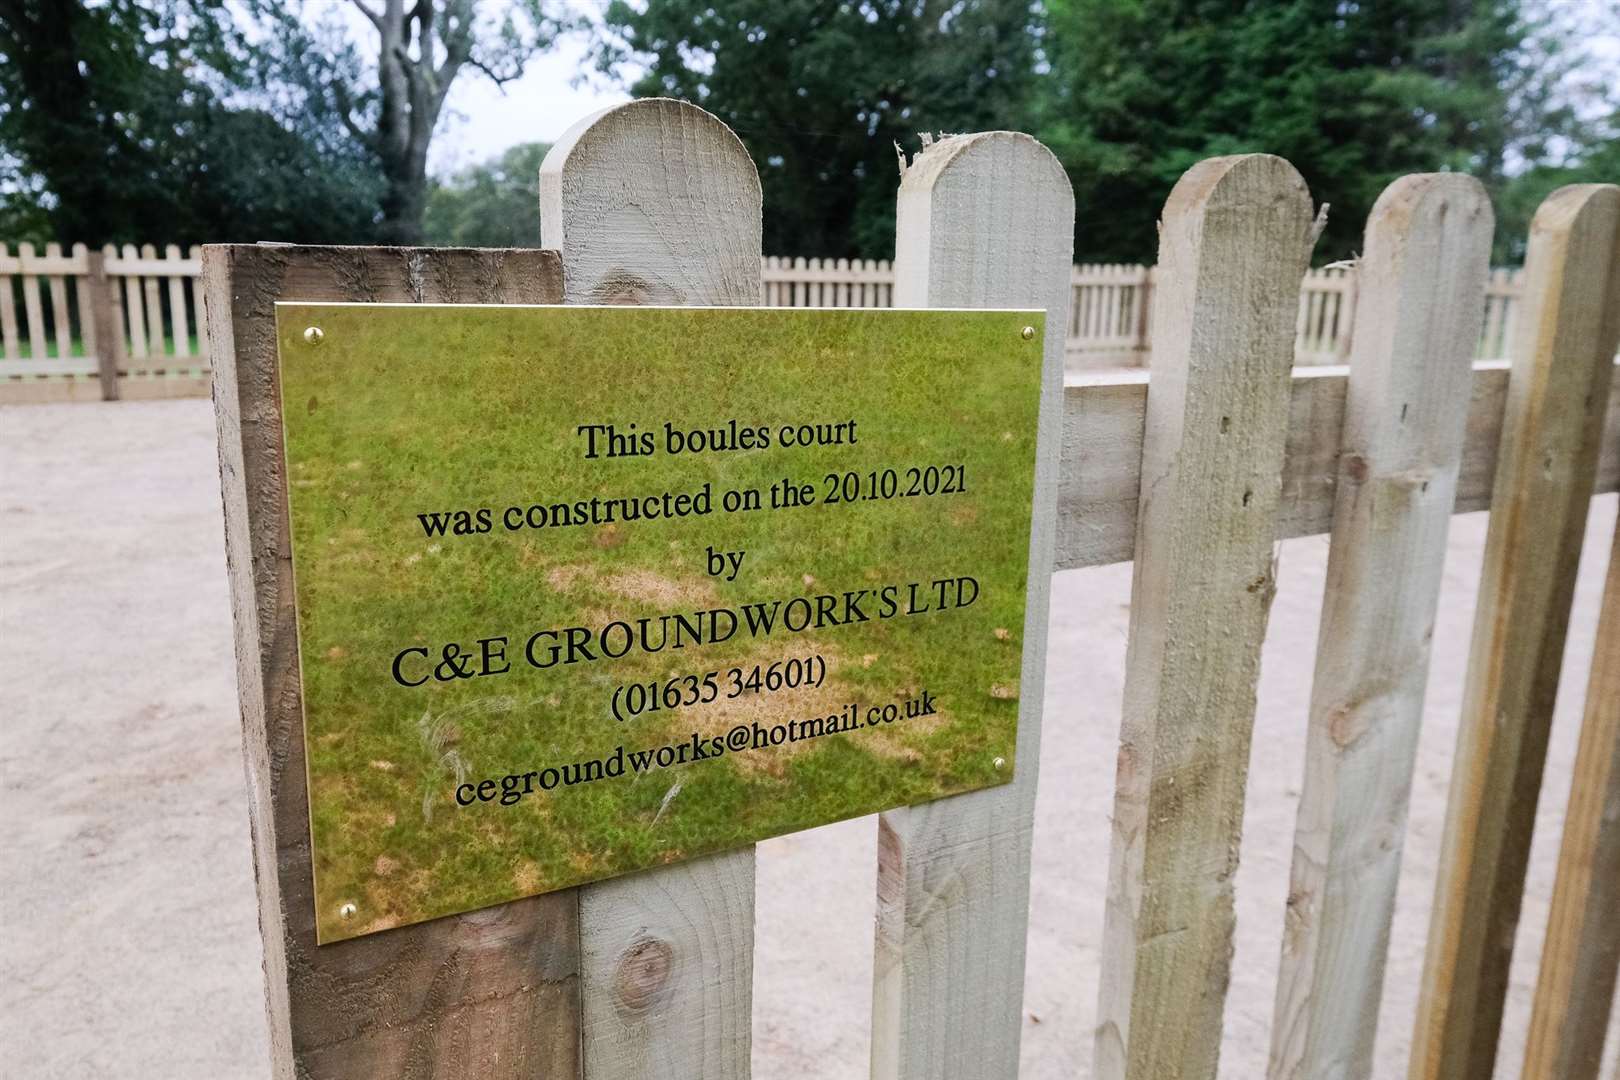 This boules court
was constructed on the 20.10.2021
by
C&E GROUNDWORK'S LTD
(01635 34601)
cegroundworks@hotmail.co.uk